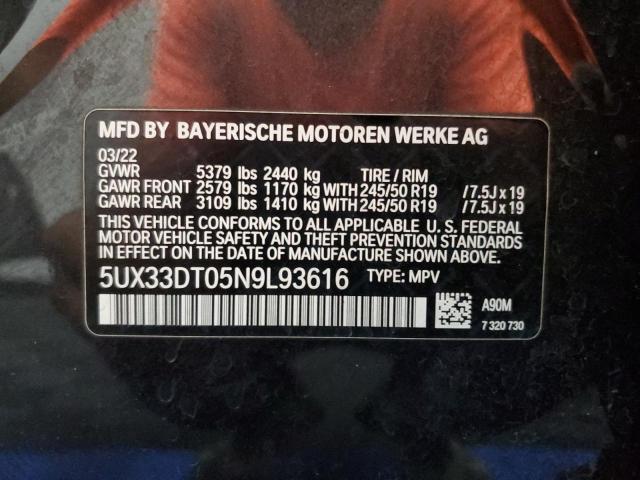 MFD BY BAYERISCHE MOTOREN WERKE AG
03/22
GVWR 5379 lbs 2440 kg TIRE / RIM
GAWR FRONT 2579 lbs 1170 kg WITH 245/50 R19 /7.5J x 19
GAWR REAR 3109 lbs 1410 kg WITH 245/50 R19 /7.5J x 19
THIS VEHICLE CONFORMS TO ALL APPLICABLE U. S. FEDERAL
MOTOR VEHICLE SAFETY AND THEFT PREVENTION STANDARDS
IN EFFECT ON THE DATE OF MANUFACTURE SHOWN ABOVE.
5UX33DT05N9L93616 TYPE: MPV
A90M
7 320 730